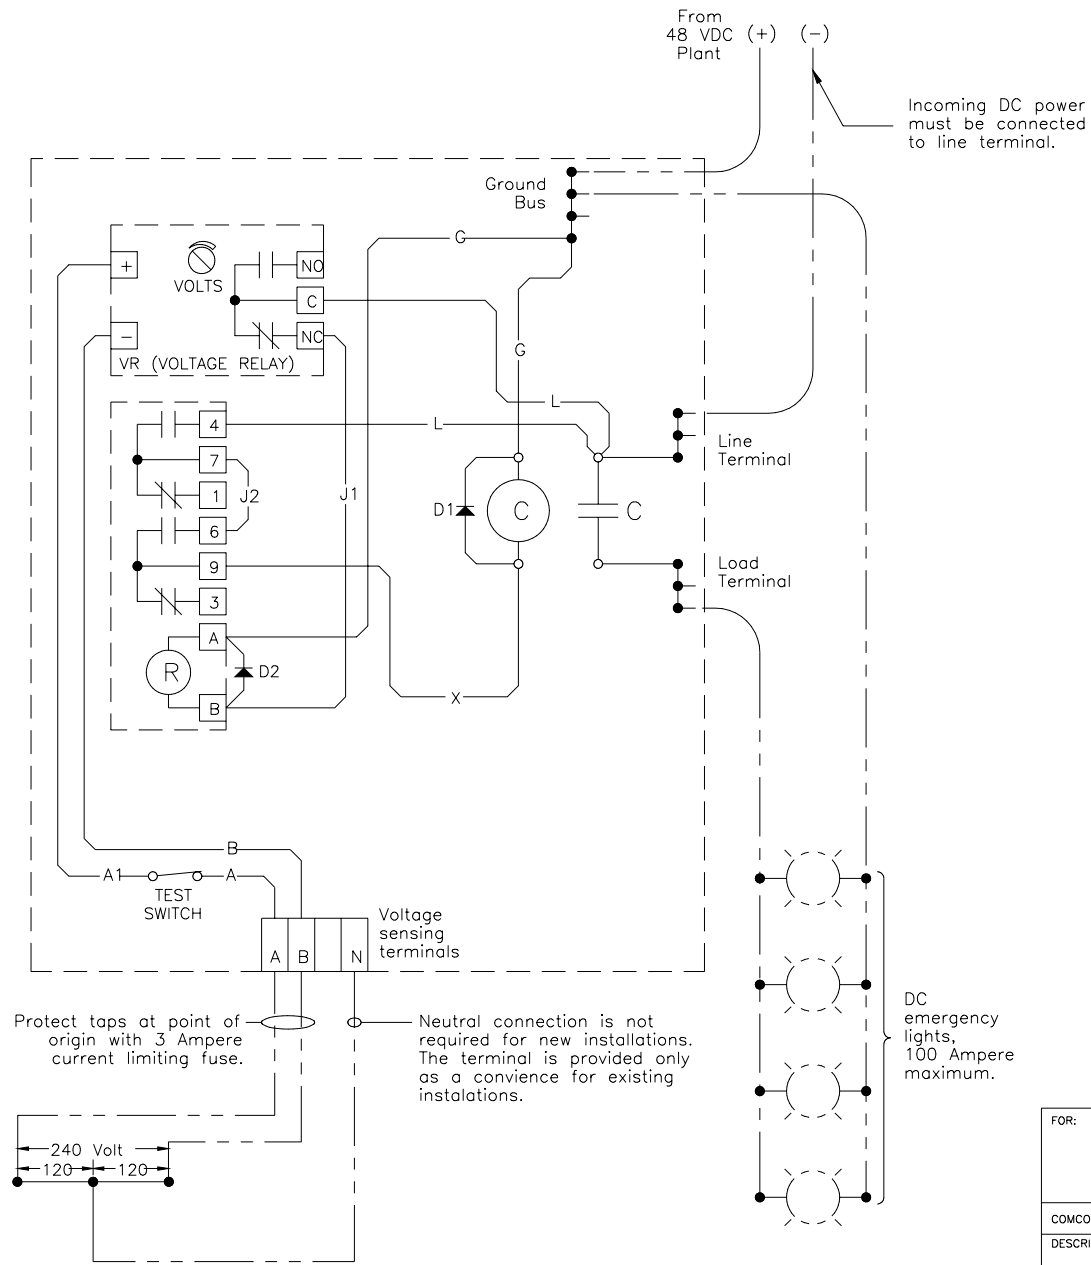 From
48 VDC (+) (-)
Plant
Incoming DC power
must be connected
to line terminal.
Ground
Bus
G
+
VOLTS
NO
C
NC
-
VR (VOLTAGE RELAY)
G
L
L
4
7
J2
J1
1
6
9
3
A
R
D2
B
D1
C
C
X
Line
Terminal
Load
Terminal
B
A1
A
TEST
SWITCH
Voltage
sensing
terminals
A B N
Protect taps at point of
origin with 3 Ampere
current limiting fuse.
Neutral connection is not
required for new installations.
The terminal is provided only
as a convience for existing
instalations.
240 Volt
120 120
DC
emergency
lights,
100 Ampere
maximum.
FOR:
COMCO
DESCRI